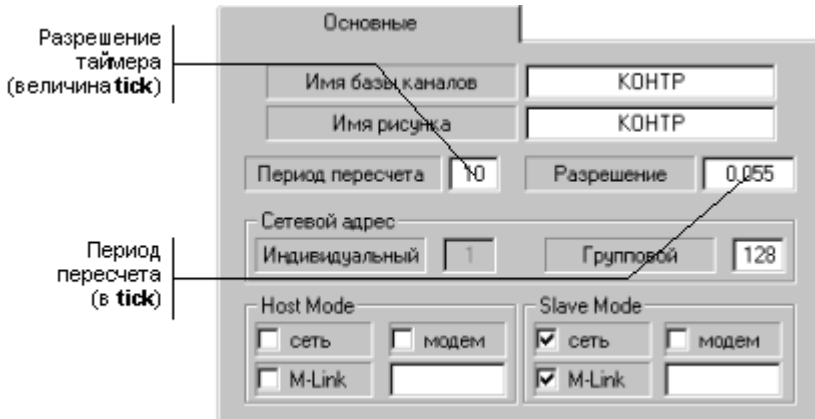 Основные
Разрешение
таймера
(величина tick)
Имя базы каналов
КОНТР
Имя рисунка
КОНТР
Период пересчета
10
Разрешение
0,055
Сетевой адрес
Индивидуальный
1
Групповой
128
Период
пересчета
(в tick)
Host Mode
сеть
модем
M-Link
Slave Mode
сеть
модем
M-Link